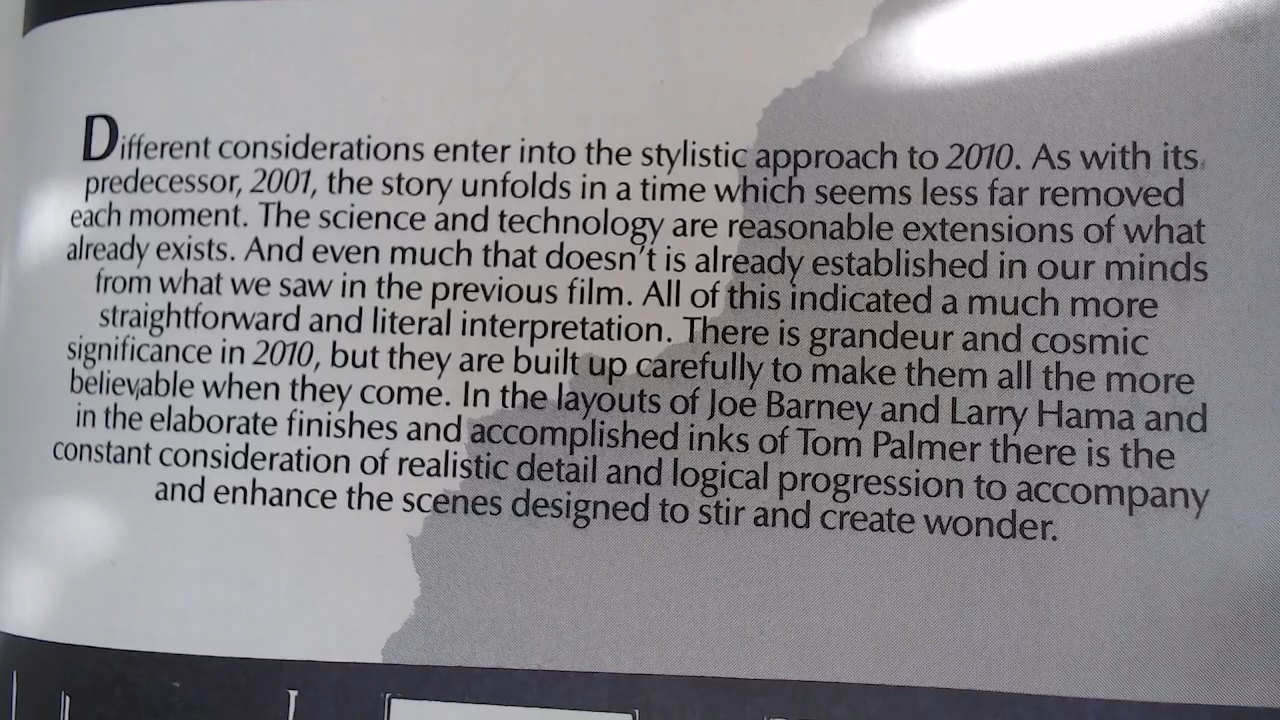 Different considerations enter into the stylistic approach to 2010. As with its
predecessor, 2001, the story unfolds in a time which seems less far removed
each moment. The science and technology are reasonable extensions of what
already exists. And even much that doesn't is already established in our minds
from what we saw in the previous film. All of this indicated a much more
straightforward and literal interpretation. There is grandeur and cosmic
significance in 2010, but they are built up carefully to make them all the more
believable when they come. In the layouts of Joe Barney and Larry Hama and
in the elaborate finishes and accomplished inks of Tom Palmer there is the
constant consideration of realistic detail and logical progression to accompany
and enhance the scenes designed to stir and create wonder.